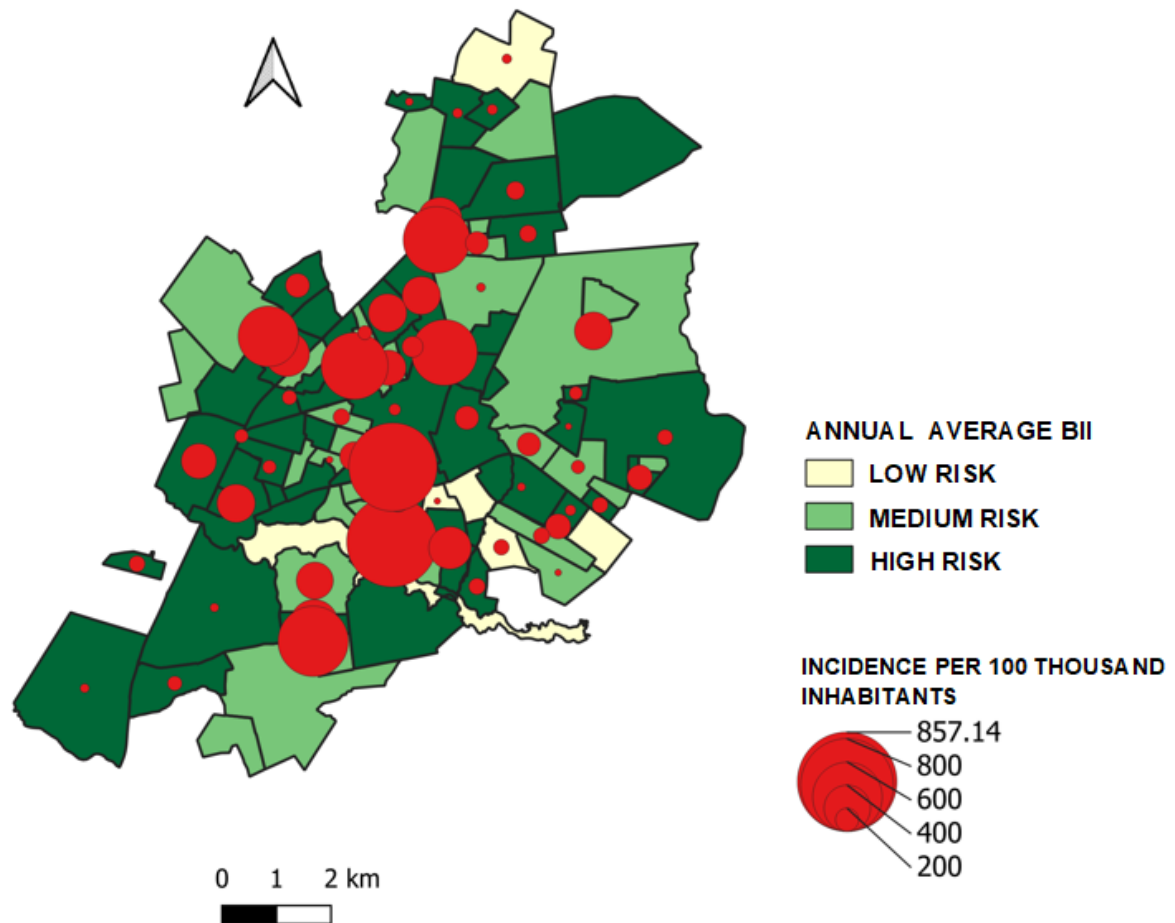 ANNUAL AVERAGE BII
LOW RISK
MEDIUM RISK
HIGH RISK
INCIDENCE PER 100 THOUSAND
INHABITANTS
857.14
800
600
400
200
0 1 2 km